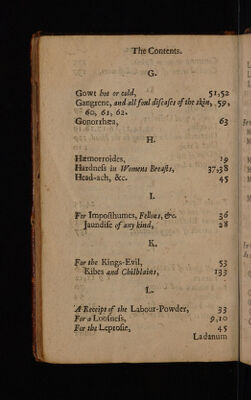 The Contents.
G.
Gowt hot or cold, 51,52
Gangrene, and all foul diſeaſes of the skin, 59,
60, 61, 62.
Gonorrhæa, 63
H.
Hæmorroides, 19
Hardneſs in Womens Breaſts, 37,38
Head-ach, &c. 45
I.
For Impoſthumes, Fellons, &c. 36
Jaundiſe of any kind, 28
K.
For the Kings-Evil, 53
Kibes and Chilblains, 133
L.
A Receipt of the Labour-Powder, 33
For a Looſneſs, 9,10
For the Leproſie, 45
Ladanum